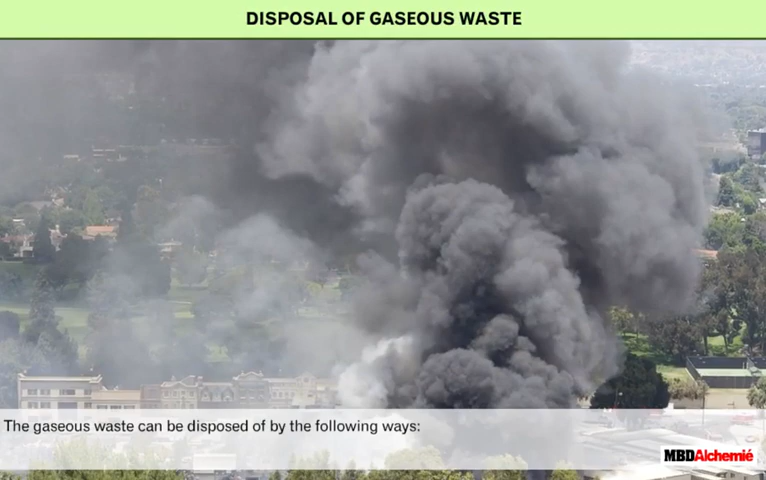 DISPOSAL OF GASEOUS WASTE
The gaseous waste can be disposed of by the following ways:
MBDAlchemié